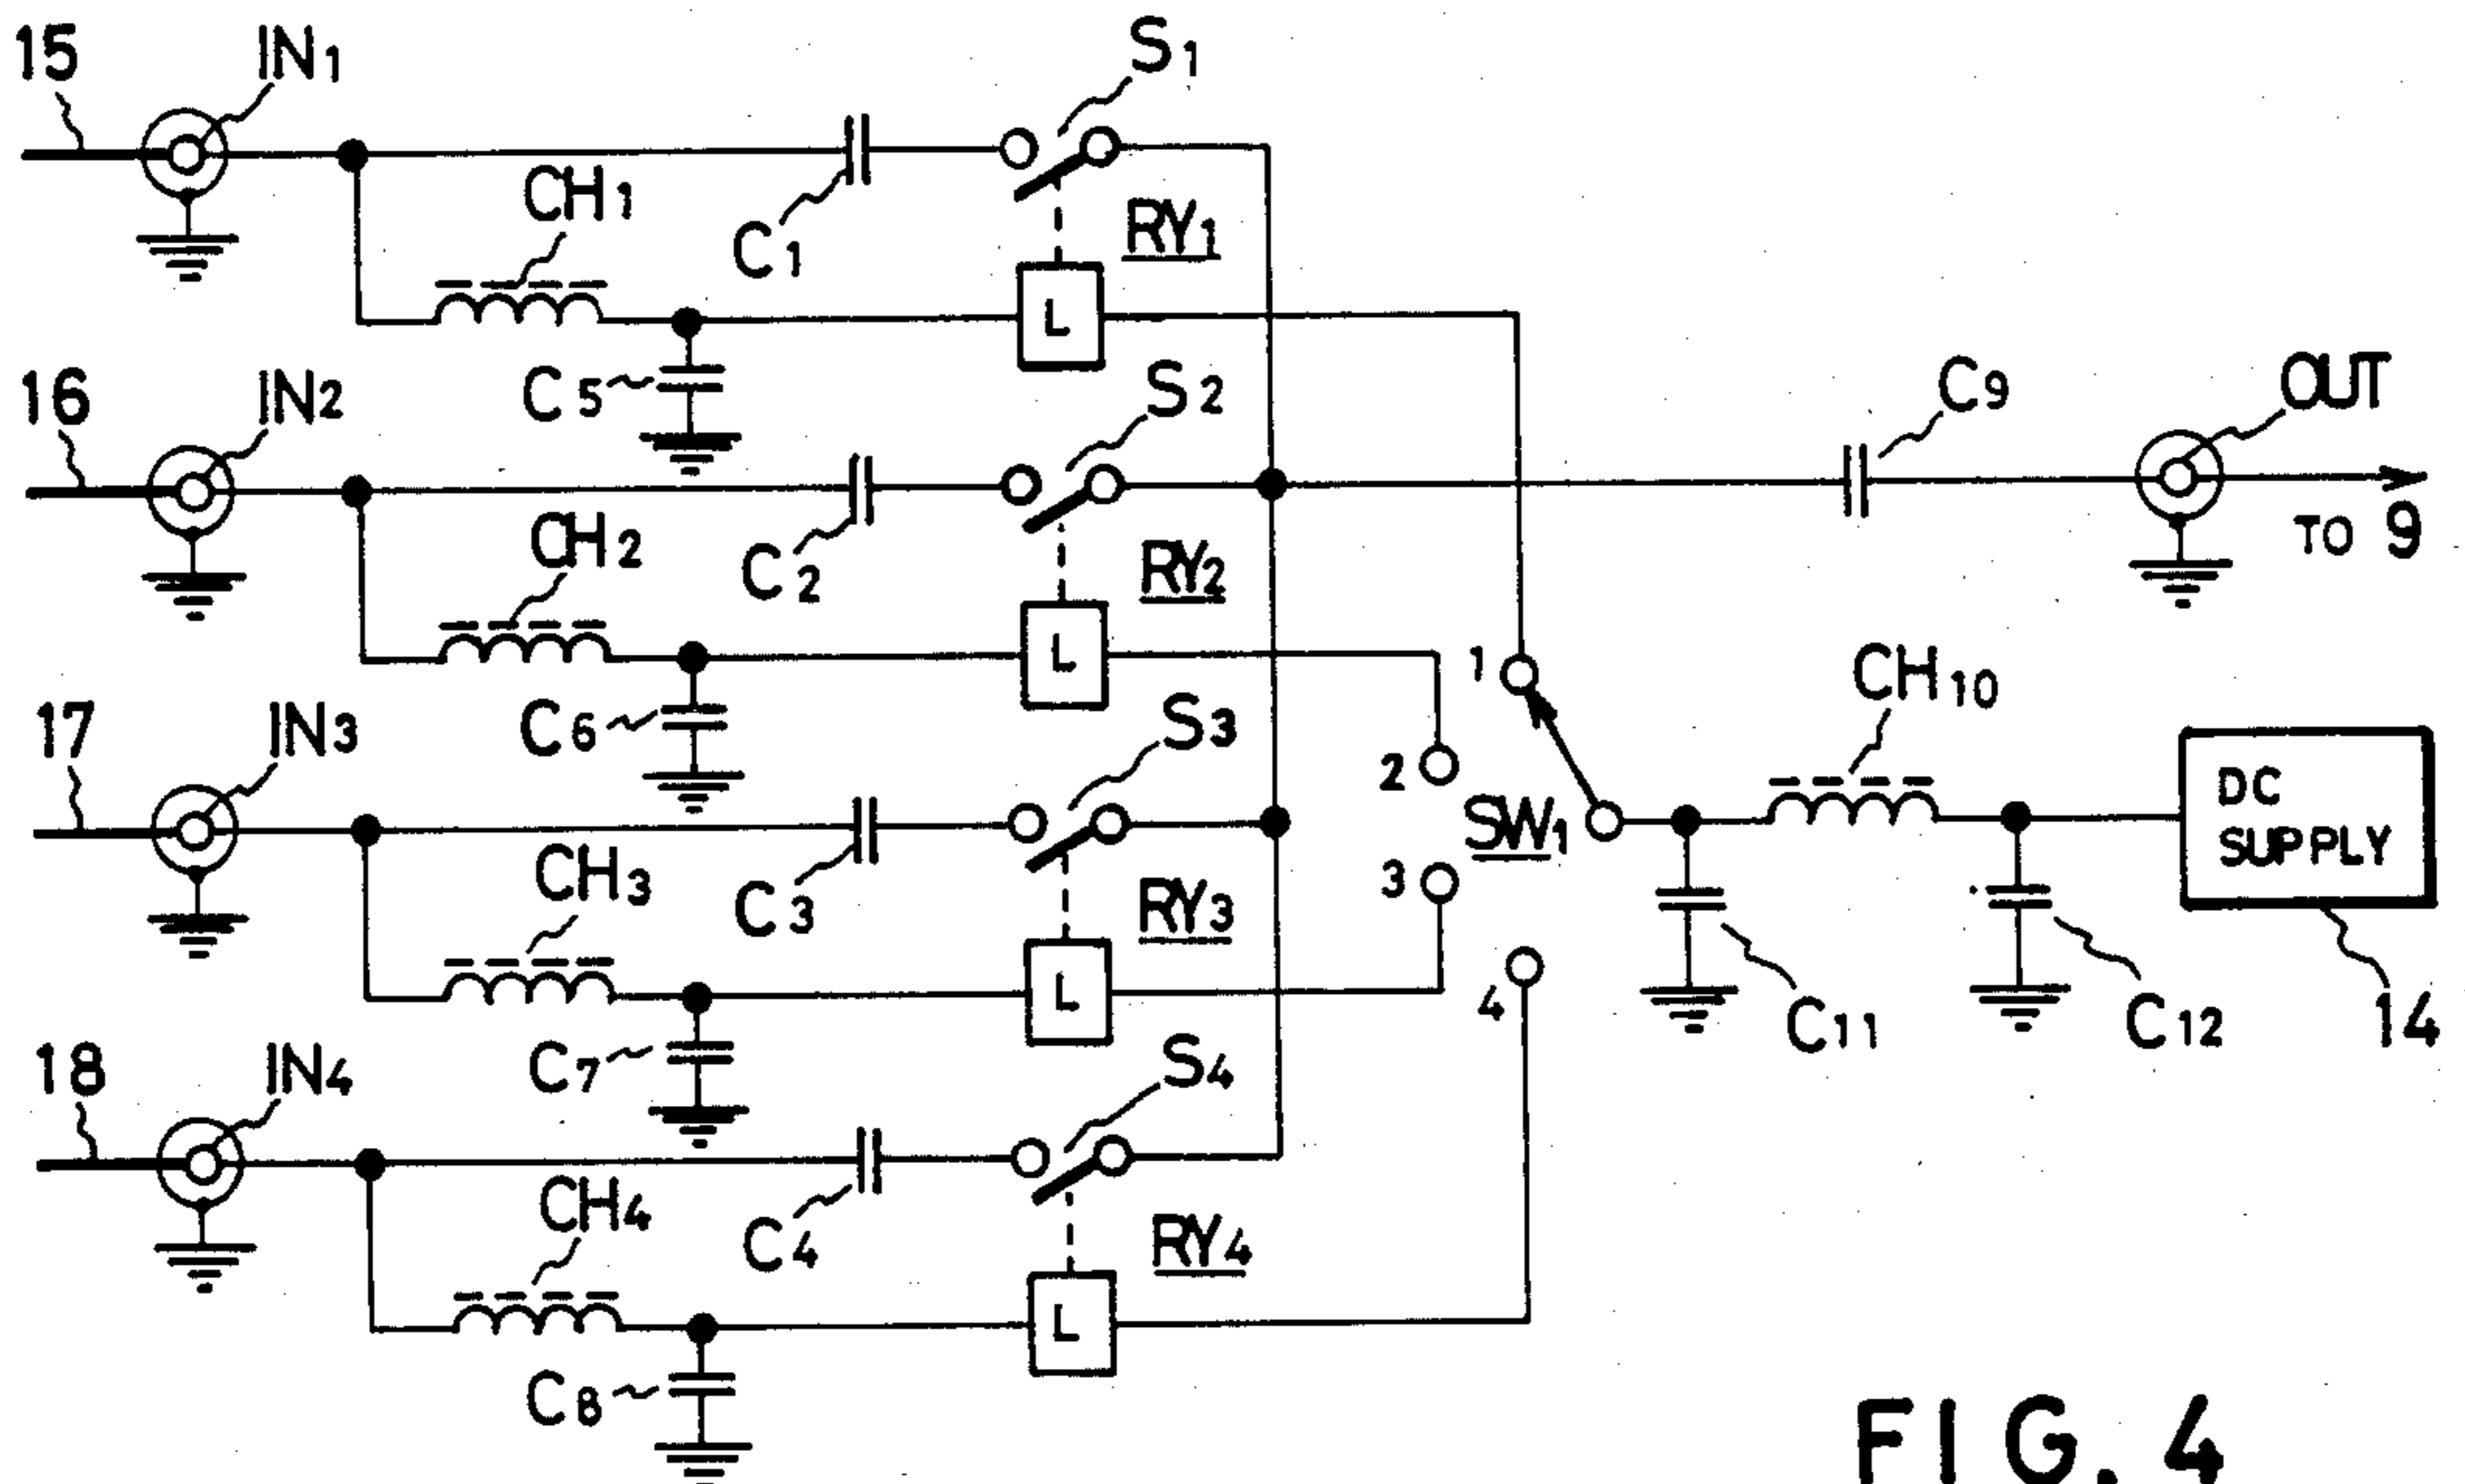 15 IN1 S1
CH1 C1 RY1
L
16 IN2 C5 S2 C9 OUT
CH2 C2 RY2 TO 9
L
17 IN3 C6 S3 1 CH10
2 SW1 DC
SUPPLY
CH3 C3 RY3 3
L
18 IN4 C7 S4 4 C11 C12 14
CH4 C4 RY4
L
C8
FIG. 4